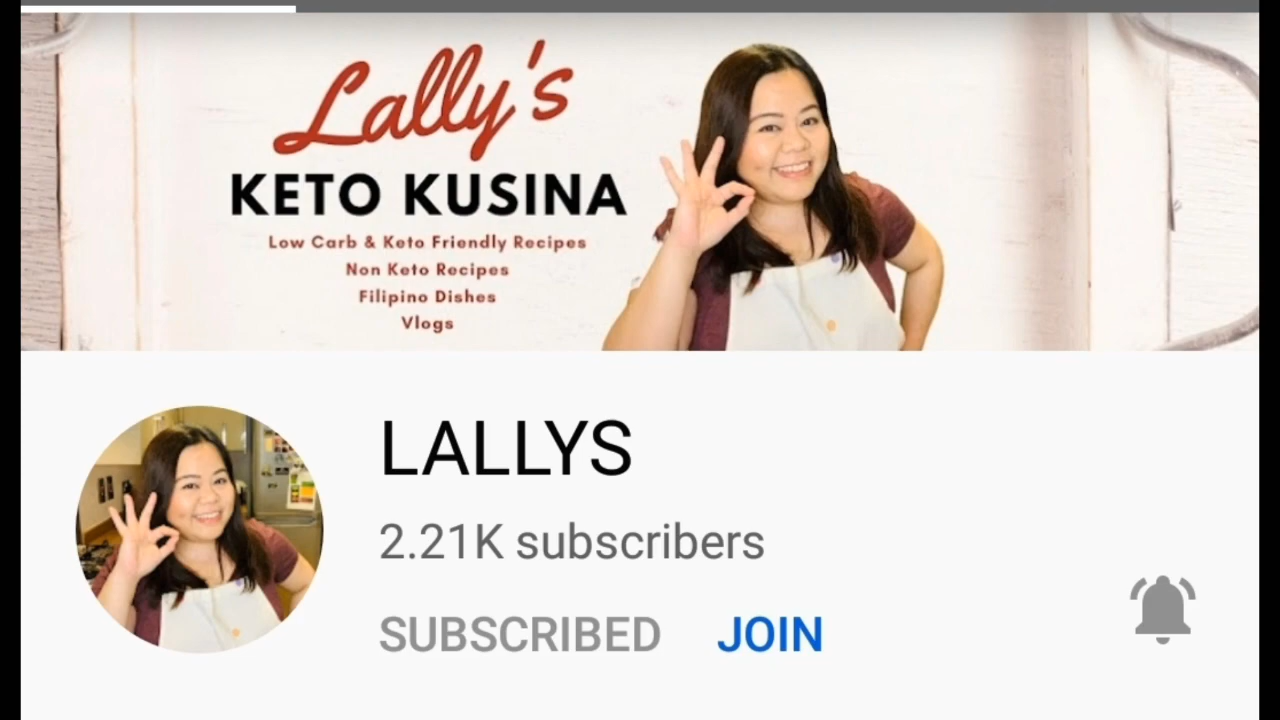 Lally's
KETO KUSINA
Low Carb & Keto Friendly Recipes
Non Keto Recipes
Filipino Dishes
Vlogs
LALLYS
2.21K subscribers
SUBSCRIBED JOIN